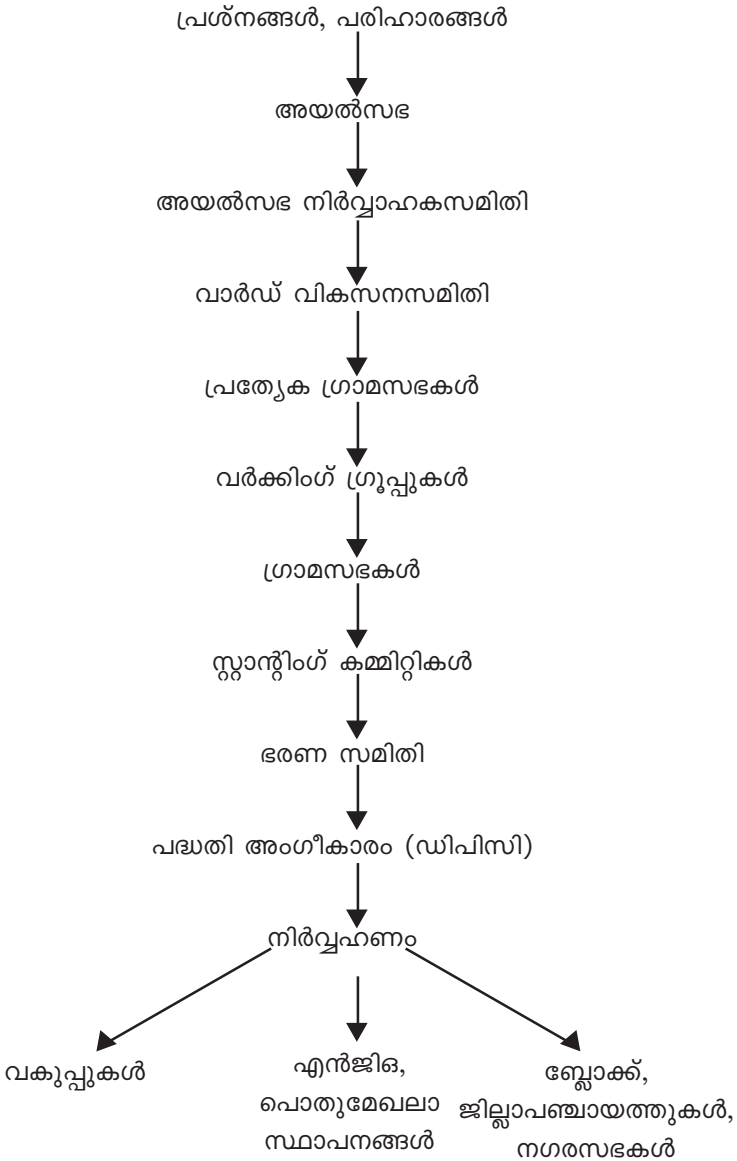 പ്രശ്നങ്ങൾ, പരിഹാരങ്ങൾ
അയൽസഭ
അയൽസഭ നിർവ്വാഹകസമിതി
വാർഡ് വികസനസമിതി
പ്രത്യേക ഗ്രാമസഭകൾ
വർക്കിംഗ് ഗ്രൂപ്പുകൾ
ഗ്രാമസഭകൾ
സ്റ്റാന്റിംഗ് കമ്മിറ്റികൾ
ഭരണ സമിതി
പദ്ധതി അംഗീകാരം (ഡിപിസി)
നിർവ്വഹണം
വകുപ്പുകൾ
എൻജിഒ,
പൊതുമേഖലാ
സ്ഥാപനങ്ങൾ
ബ്ലോക്ക്,
ജില്ലാപഞ്ചായത്തുകൾ,
നഗരസഭകൾ